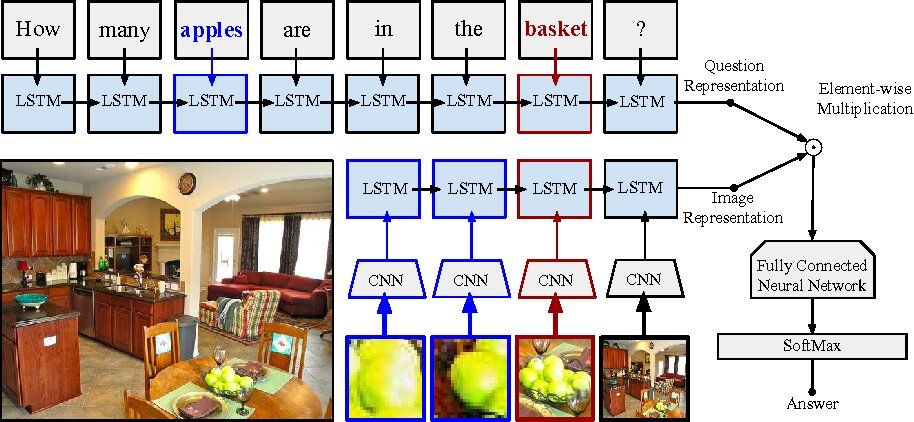 How many apples are in the basket ?
LSTM LSTM LSTM LSTM LSTM LSTM LSTM LSTM
Question
Representation
Element-wise
Multiplication
LSTM LSTM LSTM LSTM
Image
Representation
CNN CNN CNN CNN
Fully Connected
Neural Network
SoftMax
Answer